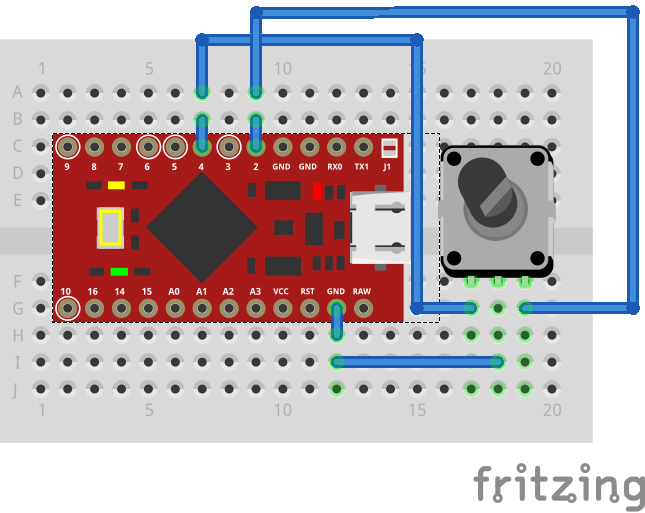 1 5 10 15 20
A
B
C
9 8 7 6 5 4 3 2 GND GND RX0 TX1 J1
D
E
F
10 16 14 15 A0 A1 A2 A3 VCC RST GND RAW
G
H
I
J
1 5 10 15 20
fritzing